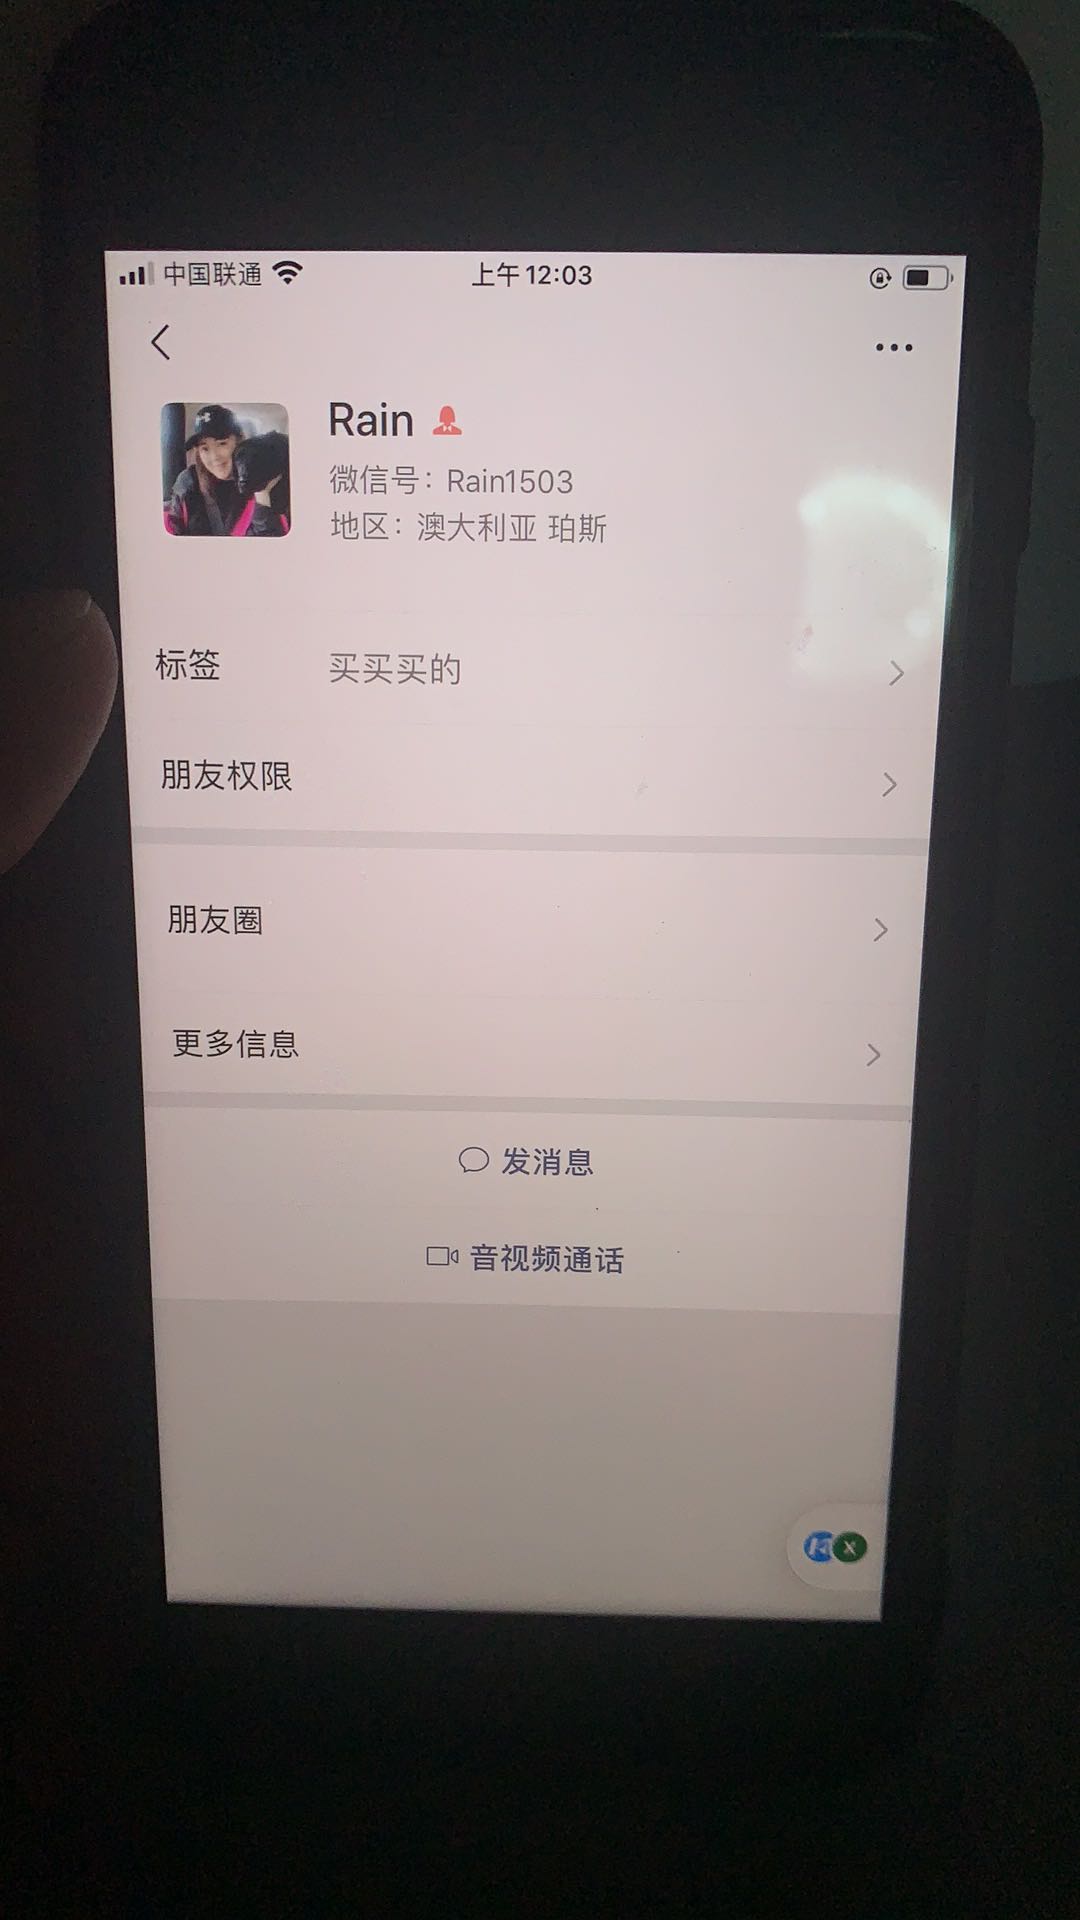 中国联通 上午12:03
Rain
微信号：Rain1503
地区：澳大利亚 珀斯
标签 买买买的
朋友权限
朋友圈
更多信息
发消息
音视频通话